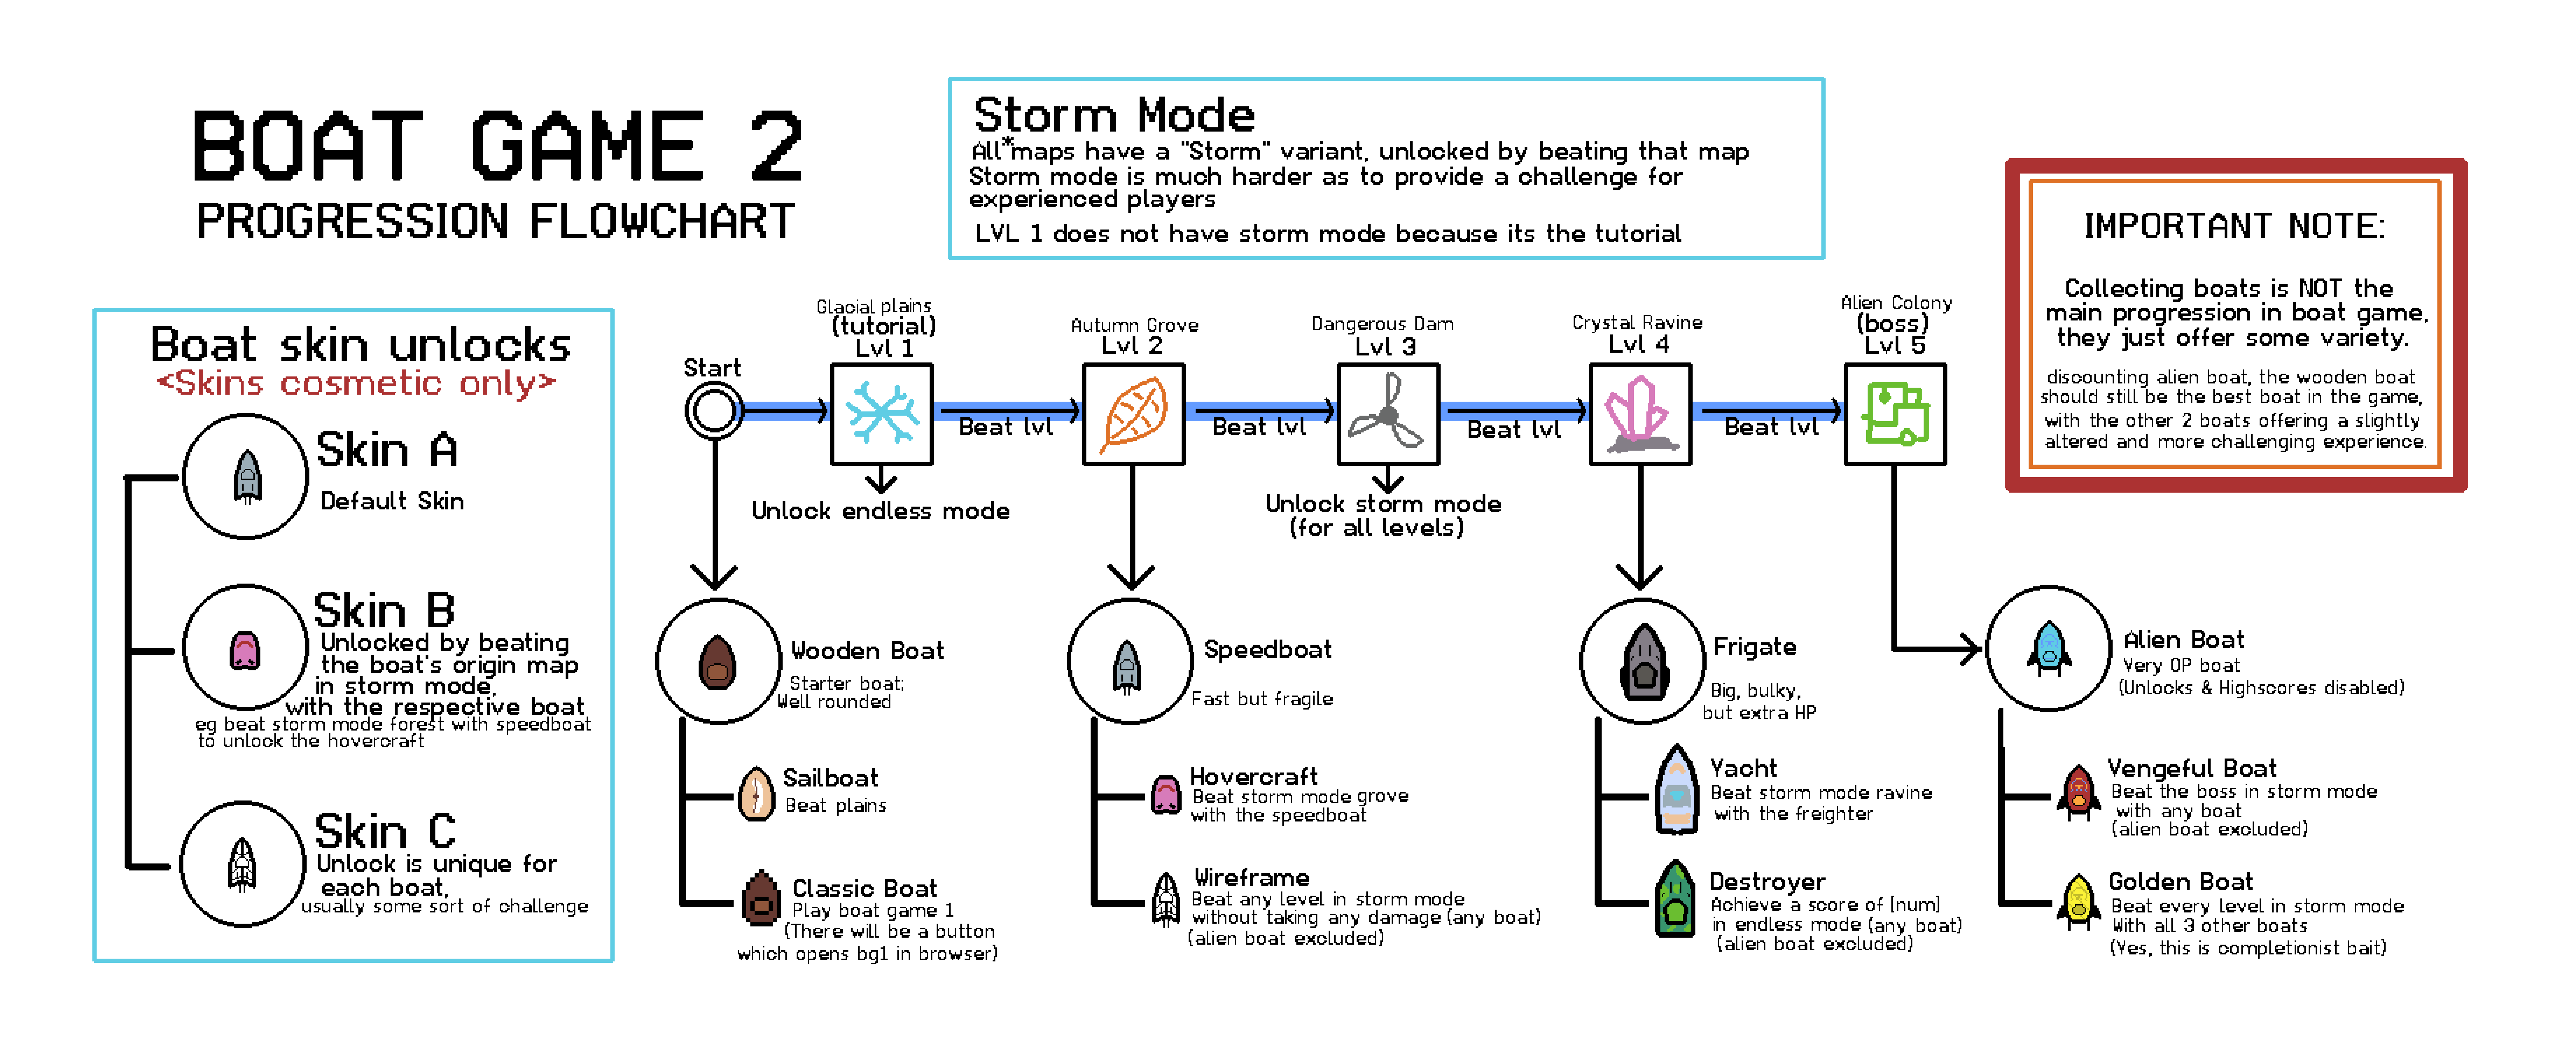 BOAT GAME 2
PROGRESSION FLOWCHART
Storm Mode
All* maps have a "Storm" variant, unlocked by beating that map
Storm mode is much harder as to provide a challenge for
experienced players
LVL 1 does not have storm mode because its the tutorial
IMPORTANT NOTE:
Collecting boats is NOT the
main progression in boat game,
they just offer some variety.
discounting alien boat, the wooden boat
should still be the best boat in the game,
with the other 2 boats offering a slightly
altered and more challenging experience.
Boat skin unlocks
<Skins cosmetic only>
Skin A
Default Skin
Skin B
Unlocked by beating
the boat's origin map
in storm mode,
with the respective boat
eg beat storm mode forest with speedboat
to unlock the hovercraft
Skin C
Unlock is unique for
each boat,
usually some sort of challenge
Start
Glacial plains
(tutorial)
Lvl 1
Beat lvl
Unlock endless mode
Autumn Grove
Lvl 2
Beat lvl
Dangerous Dam
Lvl 3
Beat lvl
Unlock storm mode
(for all levels)
Crystal Ravine
Lvl 4
Beat lvl
Alien Colony
(boss)
Lvl 5
Wooden Boat
Starter boat;
Well rounded
Sailboat
Beat plains
Classic Boat
Play boat game 1
(There will be a button
which opens bg1 in browser)
Speedboat
Fast but fragile
Hovercraft
Beat storm mode grove
with the speedboat
Wireframe
Beat any level in storm mode
without taking any damage (any boat)
(alien boat excluded)
Frigate
Big, bulky,
but extra HP
Yacht
Beat storm mode ravine
with the freighter
Destroyer
Achieve a score of [num]
in endless mode (any boat)
(alien boat excluded)
Alien Boat
Very OP boat
(Unlocks & Highscores disabled)
Vengeful Boat
Beat the boss in storm mode
with any boat
(alien boat excluded)
Golden Boat
Beat every level in storm mode
With all 3 other boats
(Yes, this is completionist bait)